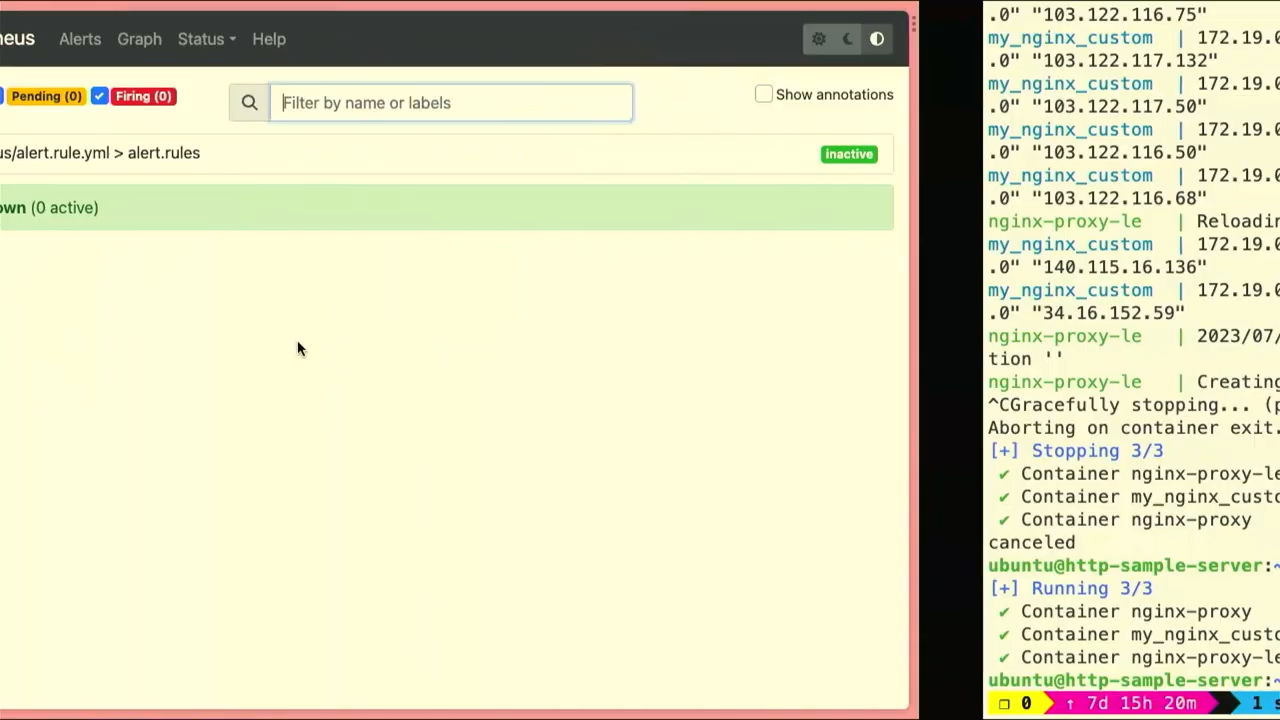 eus Alerts Graph Status Help
Pending (0) Firing (0) Filter by name or labels Show annotations
us/alert.rule.yml > alert.rules inactive
own (0 active)
.0" "103.122.116.75"
my_nginx_custom | 172.19.0
.0" "103.122.117.132"
my_nginx_custom | 172.19.0
.0" "103.122.117.50"
my_nginx_custom | 172.19.0
.0" "103.122.116.50"
my_nginx_custom | 172.19.0
.0" "103.122.116.68"
nginx-proxy-le | Reloadin
my_nginx_custom | 172.19.0
.0" "140.115.16.136"
my_nginx_custom | 172.19.0
.0" "34.16.152.59"
nginx-proxy-le | 2023/07/
tion ''
nginx-proxy-le | Creating
^CGracefully stopping... (p
Aborting on container exit.
[+] Stopping 3/3
✔ Container nginx-proxy-le
✔ Container my_nginx_custo
✔ Container nginx-proxy
canceled
ubuntu@http-sample-server:~
[+] Running 3/3
✔ Container nginx-proxy
✔ Container my_nginx_custo
✔ Container nginx-proxy-le
ubuntu@http-sample-server:~
❐ 0 ↑ 7d 15h 20m 1 s